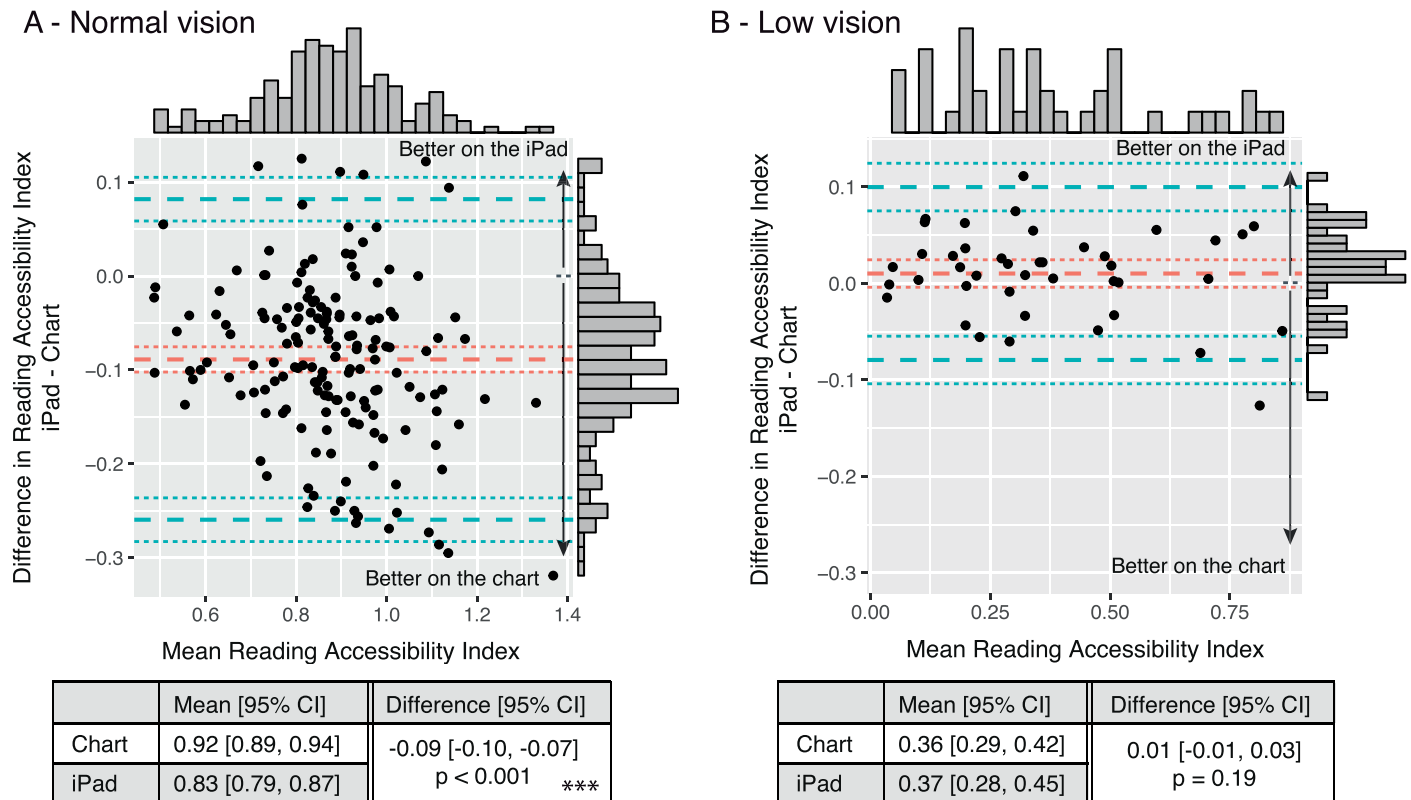 A - Normal vision
Better on the iPad
0.1
0.0
−0.1
−0.2
−0.3
Difference in Reading Accessibility Index
iPad - Chart
Better on the chart
0.6 0.8 1.0 1.2 1.4
Mean Reading Accessibility Index
Mean [95% CI] Difference [95% CI]
Chart 0.92 [0.89, 0.94]
-0.09 [-0.10, -0.07]
p < 0.001 ***
iPad 0.83 [0.79, 0.87]
B - Low vision
Better on the iPad
0.1
0.0
−0.1
−0.2
−0.3
Difference in Reading Accessibility Index
iPad - Chart
Better on the chart
0.00 0.25 0.50 0.75
Mean Reading Accessibility Index
Mean [95% CI] Difference [95% CI]
Chart 0.36 [0.29, 0.42]
0.01 [-0.01, 0.03]
p = 0.19
iPad 0.37 [0.28, 0.45]